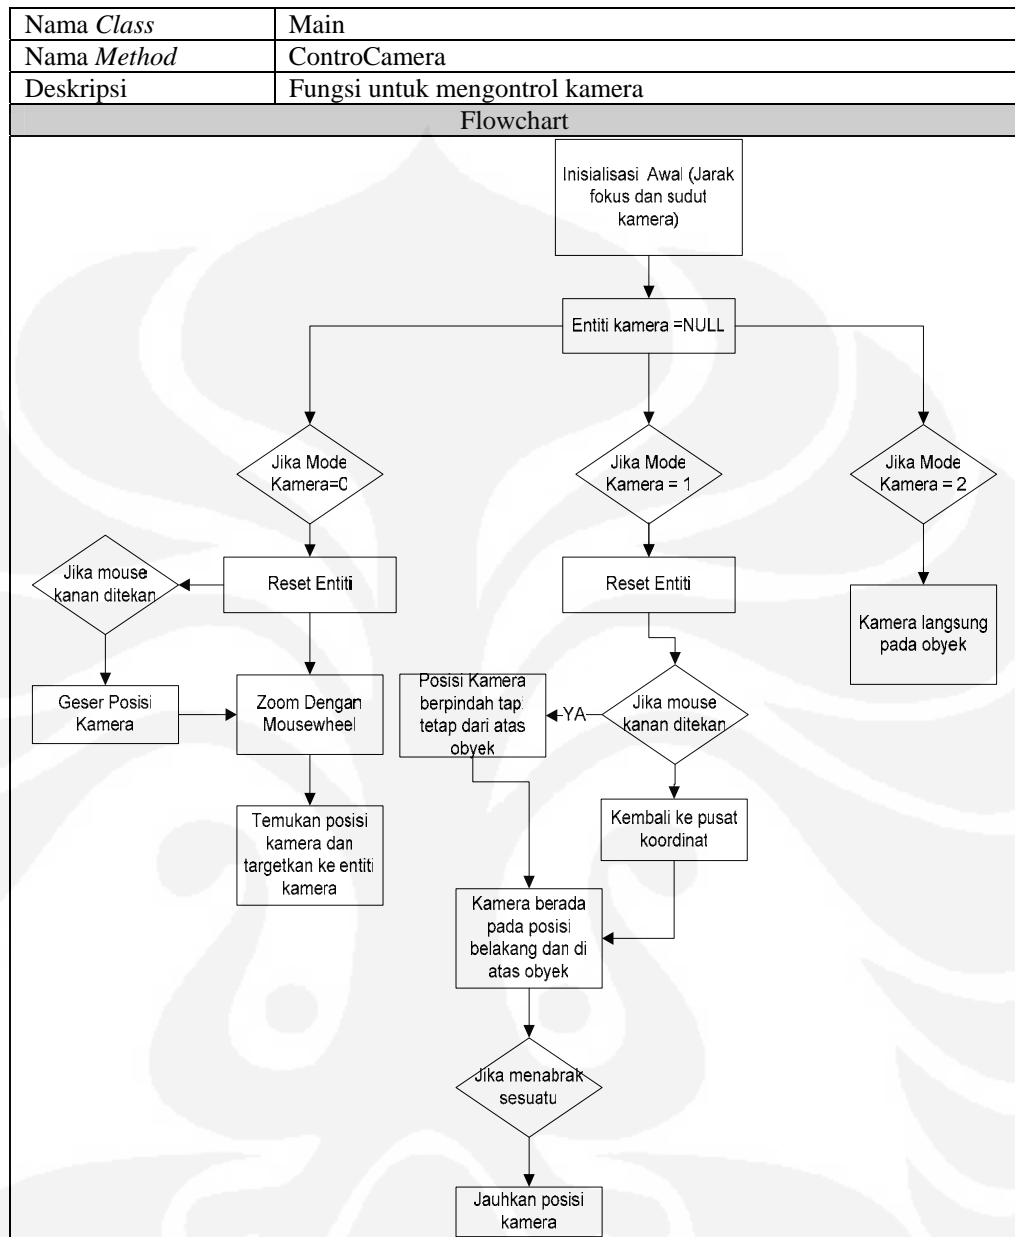 Nama Class Main
Nama Method ControCamera
Deskripsi Fungsi untuk mengontrol kamera
Flowchart
Inisialisasi Awal (Jarak
fokus dan sudut
kamera)
Entiti kamera =NULL
Jika Mode
Kamera=0
Jika Mode
Kamera = 1
Jika Mode
Kamera = 2
Jika mouse
kanan ditekan
Reset Entiti
Reset Entiti
Kamera langsung
pada obyek
Geser Posisi
Kamera
Zoom Dengan
Mousewheel
Posisi Kamera
berpindah tapi
tetap dari atas
obyek
YA
Jika mouse
kanan ditekan
Temukan posisi
kamera dan
targetkan ke entiti
kamera
Kembali ke pusat
koordinat
Kamera berada
pada posisi
belakang dan di
atas obyek
Jika menabrak
sesuatu
Jauhkan posisi
kamera